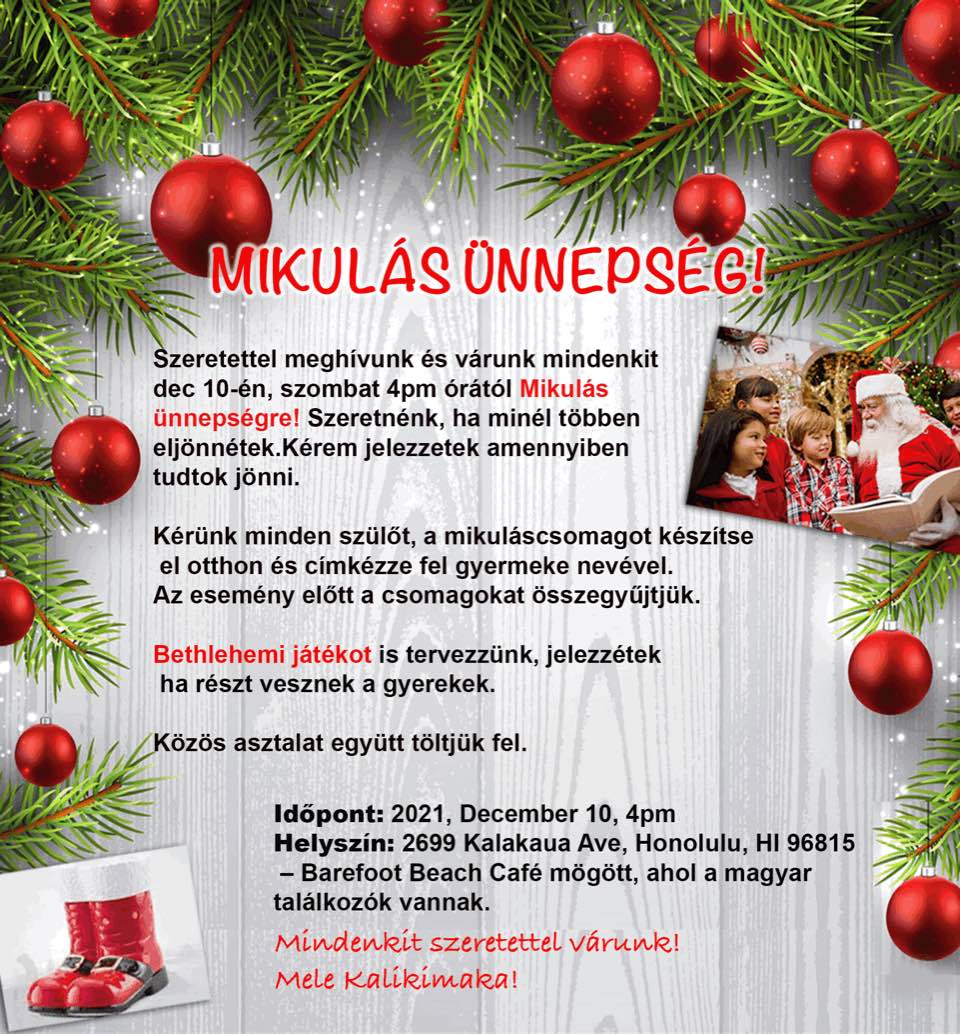 MIKULÁS ÜNNEPSÉG!
Szeretettel meghívunk és várunk mindenkit
dec 10-én, szombat 4pm órától Mikulás
ünnepségre! Szeretnénk, ha minél többen
eljönnétek.Kérem jelezzetek amennyiben
tudtok jönni.
Kérünk minden szülőt, a mikuláscsomagot készítse
el otthon és címkézze fel gyermeke nevével.
Az esemény előtt a csomagokat összegyűjtjük.
Bethlehemi játékot is tervezzünk, jelezzétek
ha részt vesznek a gyerekek.
Közös asztalat együtt töltjük fel.
Időpont: 2021, December 10, 4pm
Helyszín: 2699 Kalakaua Ave, Honolulu, HI 96815
– Barefoot Beach Café mögött, ahol a magyar
találkozók vannak.
Mindenkit szeretettel várunk!
Mele Kalikimaka!